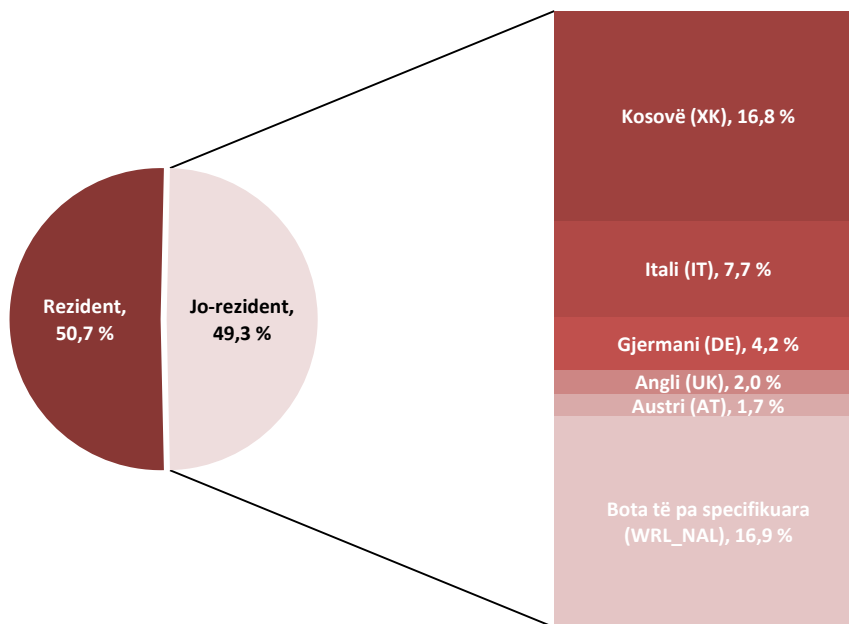 Rezident,
50,7 %
Jo-rezident,
49,3 %
Kosovë (XK), 16,8 %
Itali (IT), 7,7 %
Gjermani (DE), 4,2 %
Angli (UK), 2,0 %
Austri (AT), 1,7 %
Bota të pa specifikuara
(WRL_NAL), 16,9 %